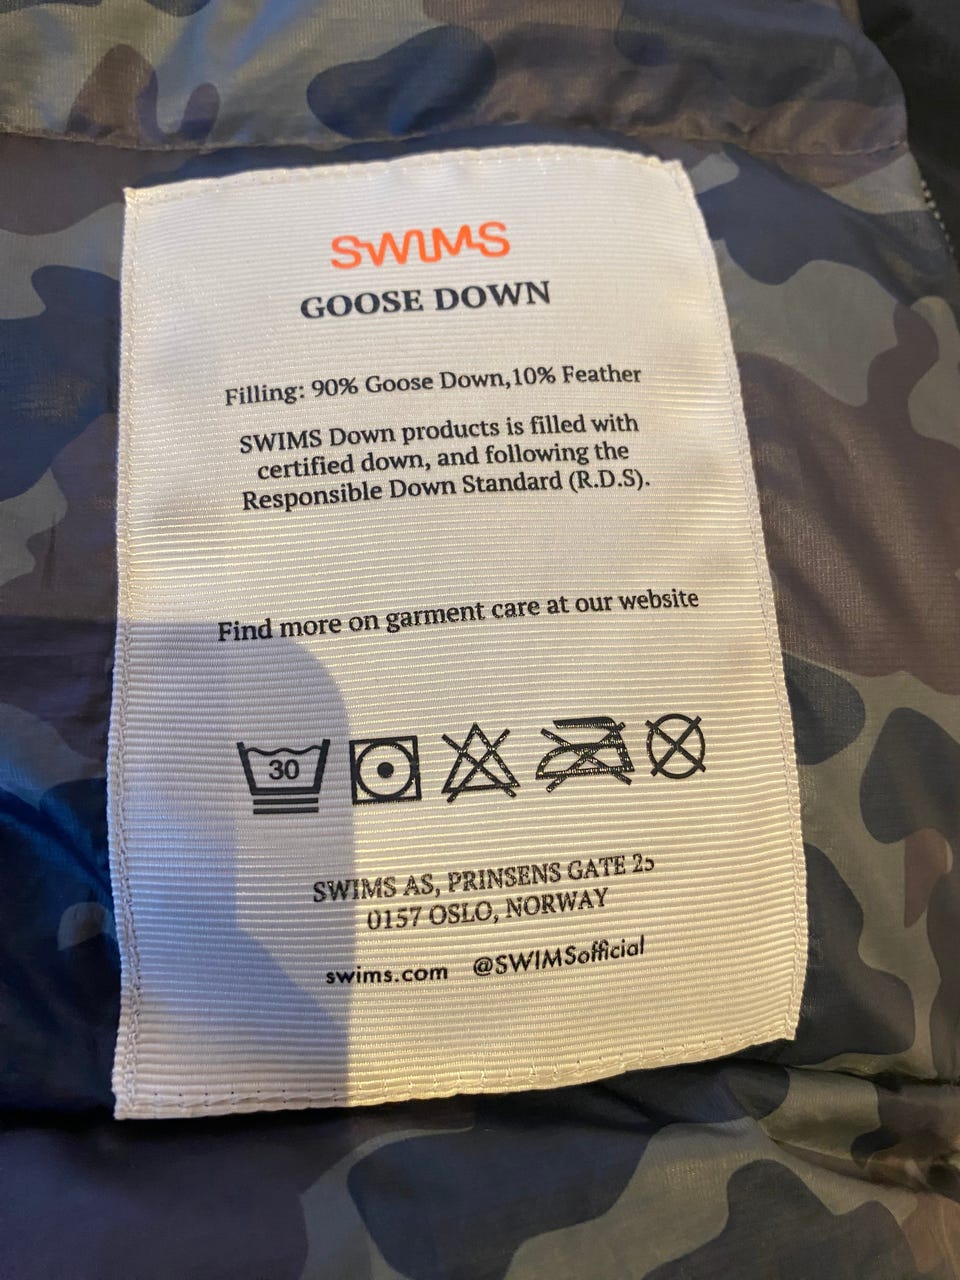 SWIMS
GOOSE DOWN
Filling: 90% Goose Down,10% Feather
SWIMS Down products is filled with
certified down, and following the
Responsible Down Standard (R.D.S).
Find more on garment care at our website
30
SWIMS AS, PRINSENS GATE 25
0157 OSLO, NORWAY
swims.com @SWIMSofficial